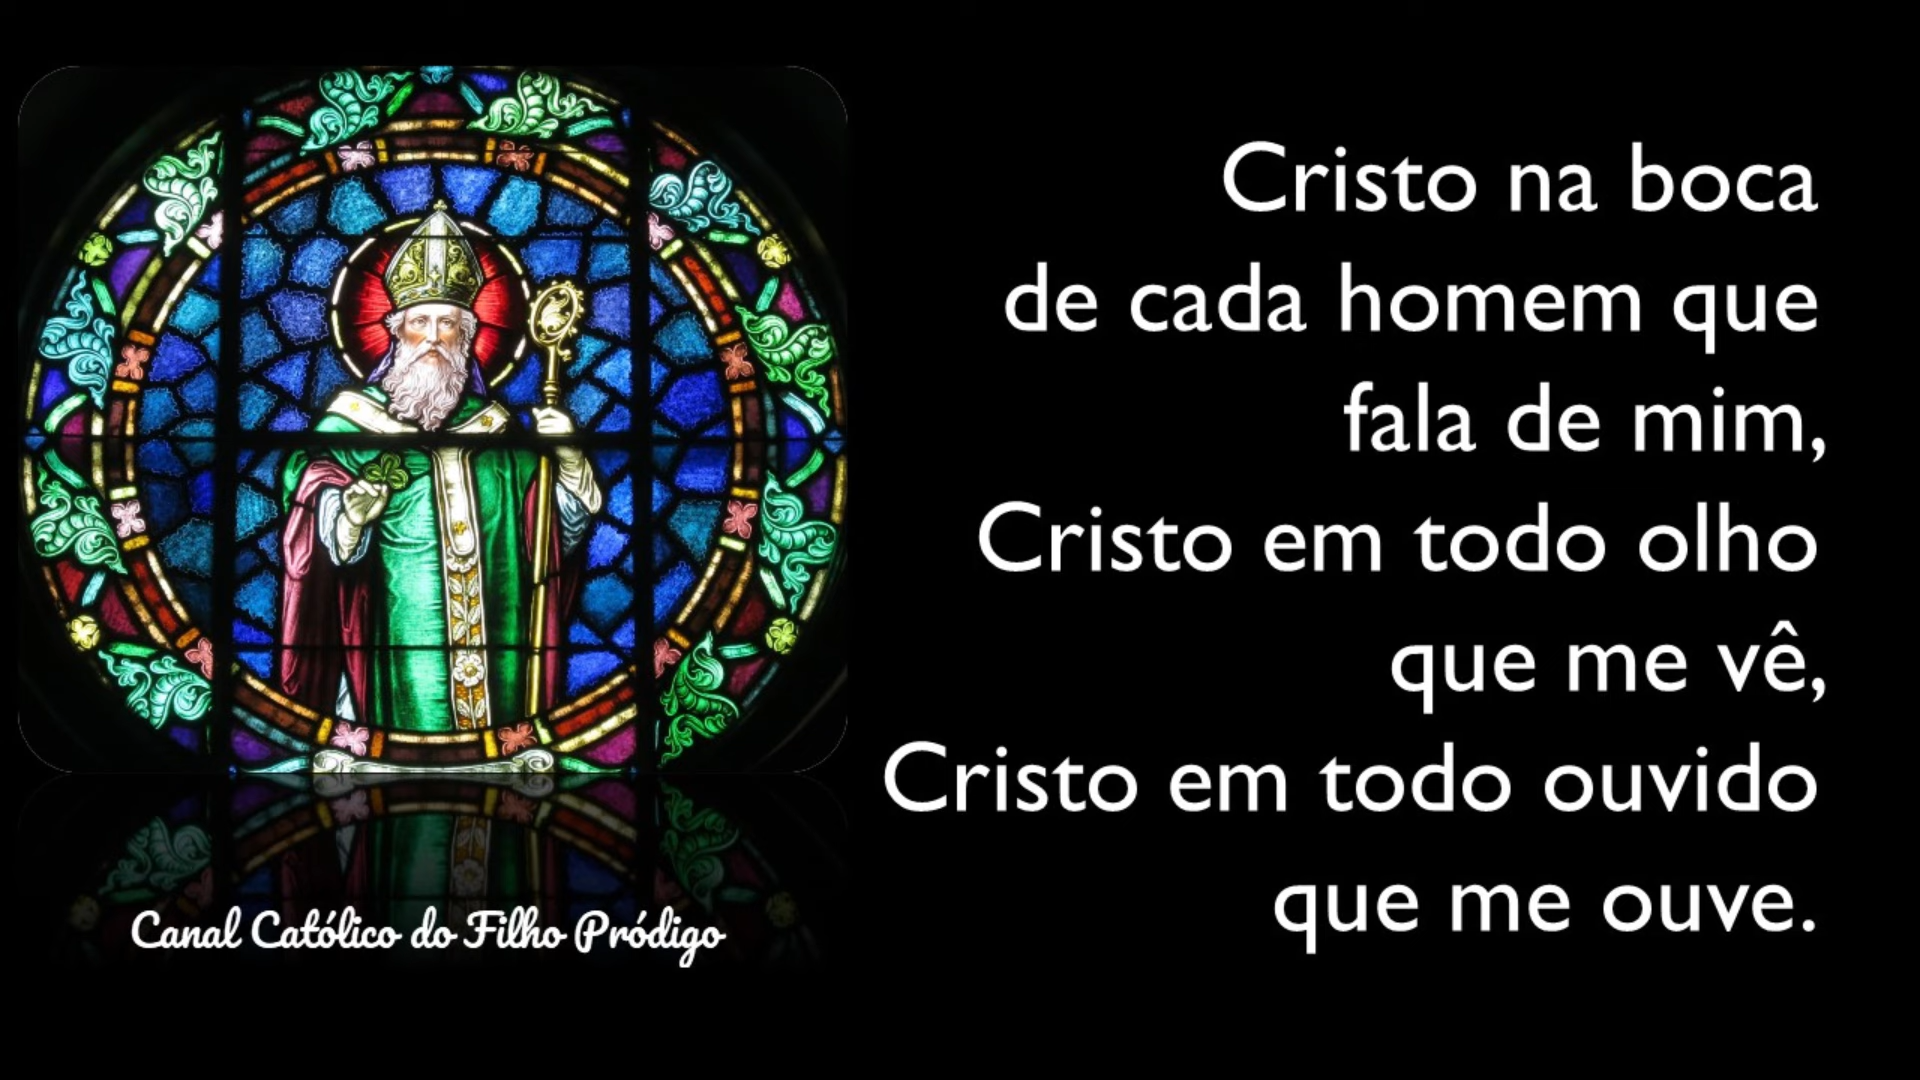 Cristo na boca
de cada homem que
fala de mim,
Cristo em todo olho
que me vê,
Cristo em todo ouvido
que me ouve.
Canal Católico do Filho Pródigo